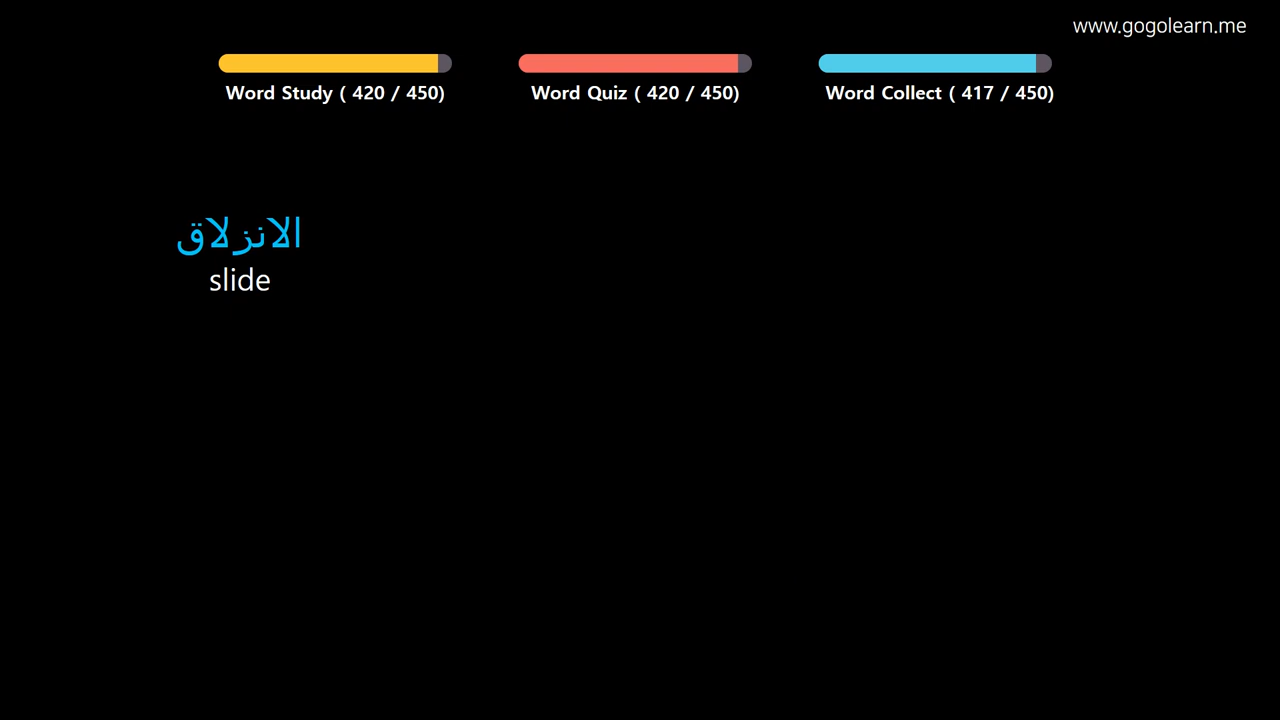 www.gogolearn.me
Word Study ( 420 / 450)
Word Quiz ( 420 / 450)
Word Collect ( 417 / 450)
الانزلاق
slide